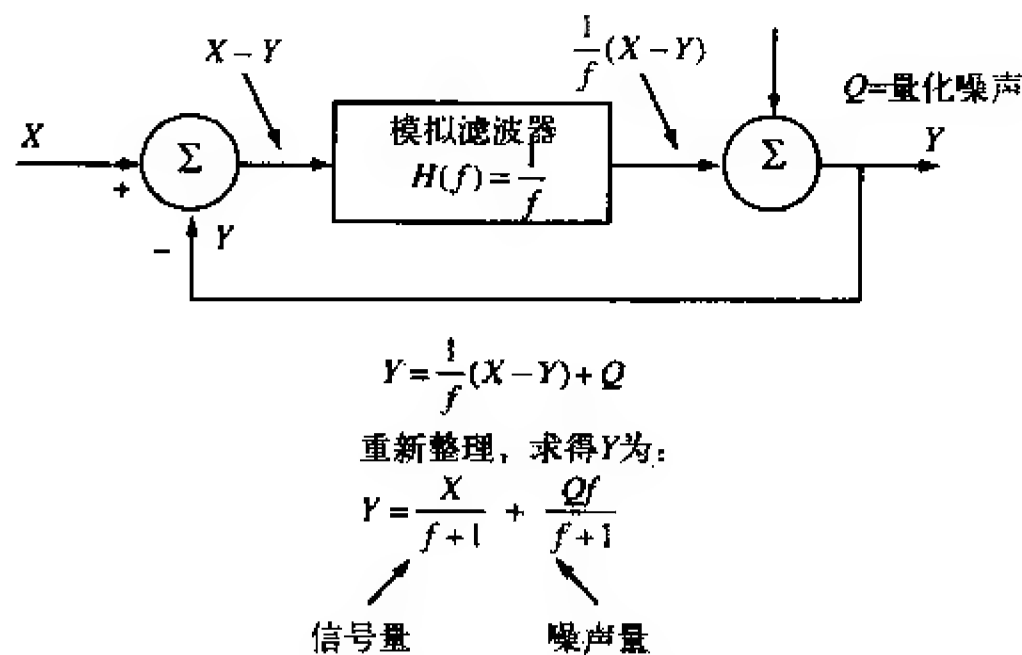 X
X－Y
1/f (X－Y)
Q=量化噪声
Y
Σ
+
模拟滤波器
H(f)=1/f
Σ
－
Y
Y=1/f (X－Y)+Q
重新整理，求得Y为：
Y=X/(f+1) + Qf/(f+1)
信号量
噪声量